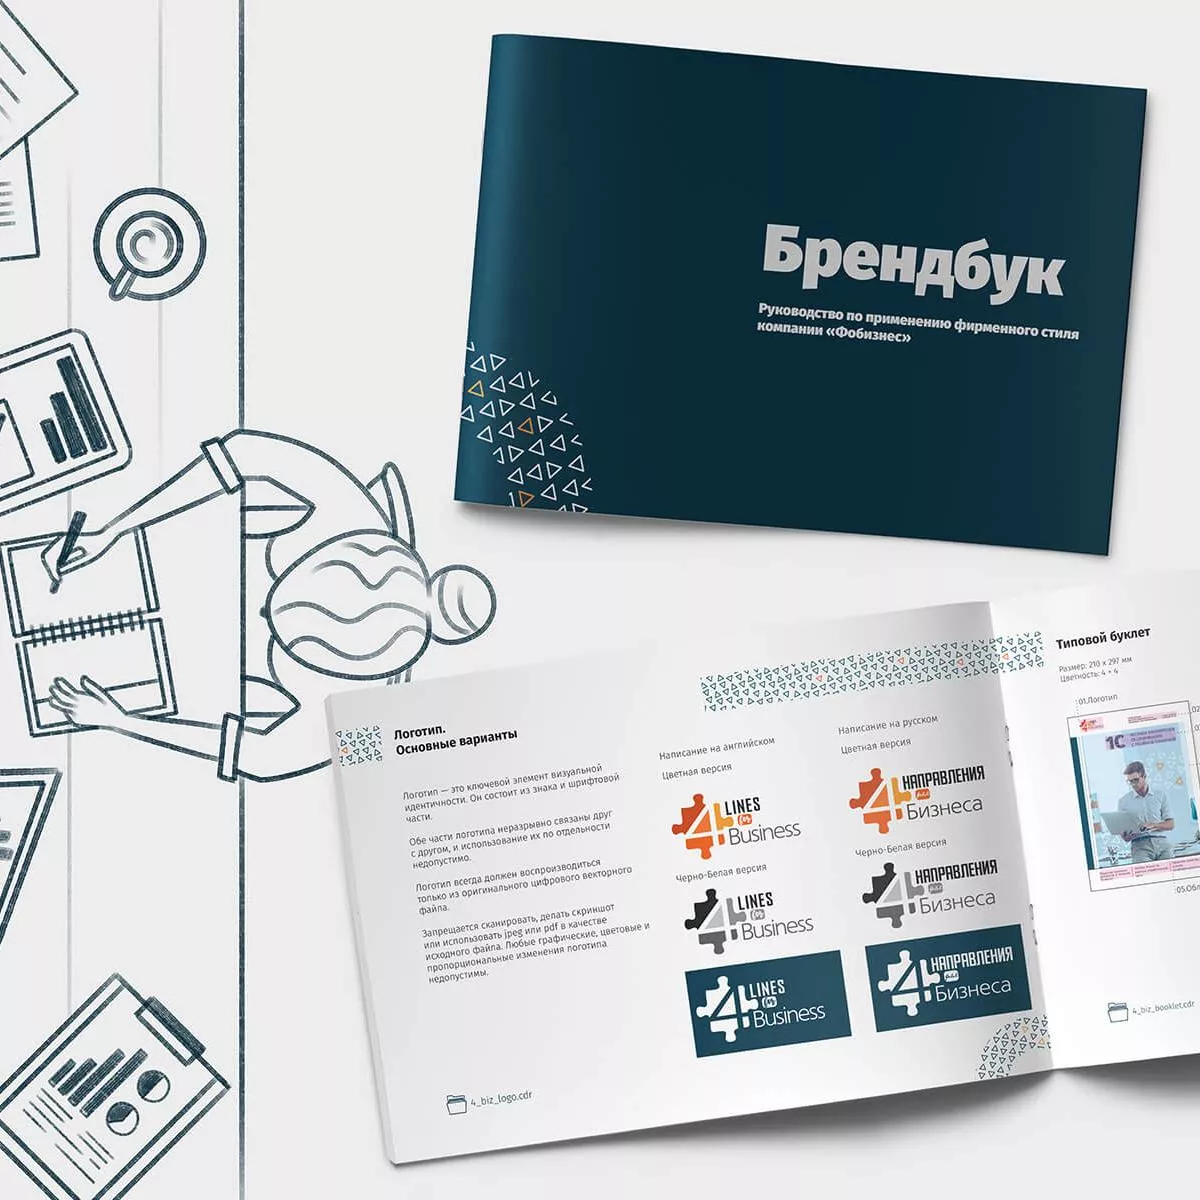 Брендбук
Руководство по применению фирменного стиля
компании «Фобизнес»
Логотип.
Основные варианты
Логотип — это ключевой элемент визуальной
идентичности. Он состоит из знака и шрифтовой
части.
Обе части логотипа неразрывно связаны друг
с другом, и использование их по отдельности
недопустимо.
Логотип всегда должен воспроизводиться
только из оригинального цифрового векторного
файла.
Запрещается сканировать, делать скриншот
или использовать jpeg или pdf в качестве
исходного файла. Любые графические, цветовые и
пропорциональные изменения логотипа
недопустимы.
4_biz_logo.cdr
Написание на английском
Цветная версия
4 LINES
for
Business
Черно-Белая версия
4 LINES
for
Business
4 LINES
for
Business
Написание на русском
Цветная версия
4 НАПРАВЛЕНИЯ
для
Бизнеса
Черно-Белая версия
4 НАПРАВЛЕНИЯ
для
Бизнеса
4 НАПРАВЛЕНИЯ
для
Бизнеса
Типовой буклет
Размер: 210 x 297 мм
Цветность: 4 + 4
01.Логотип
02
1С
05.Обл
4_biz_booklet.cdr